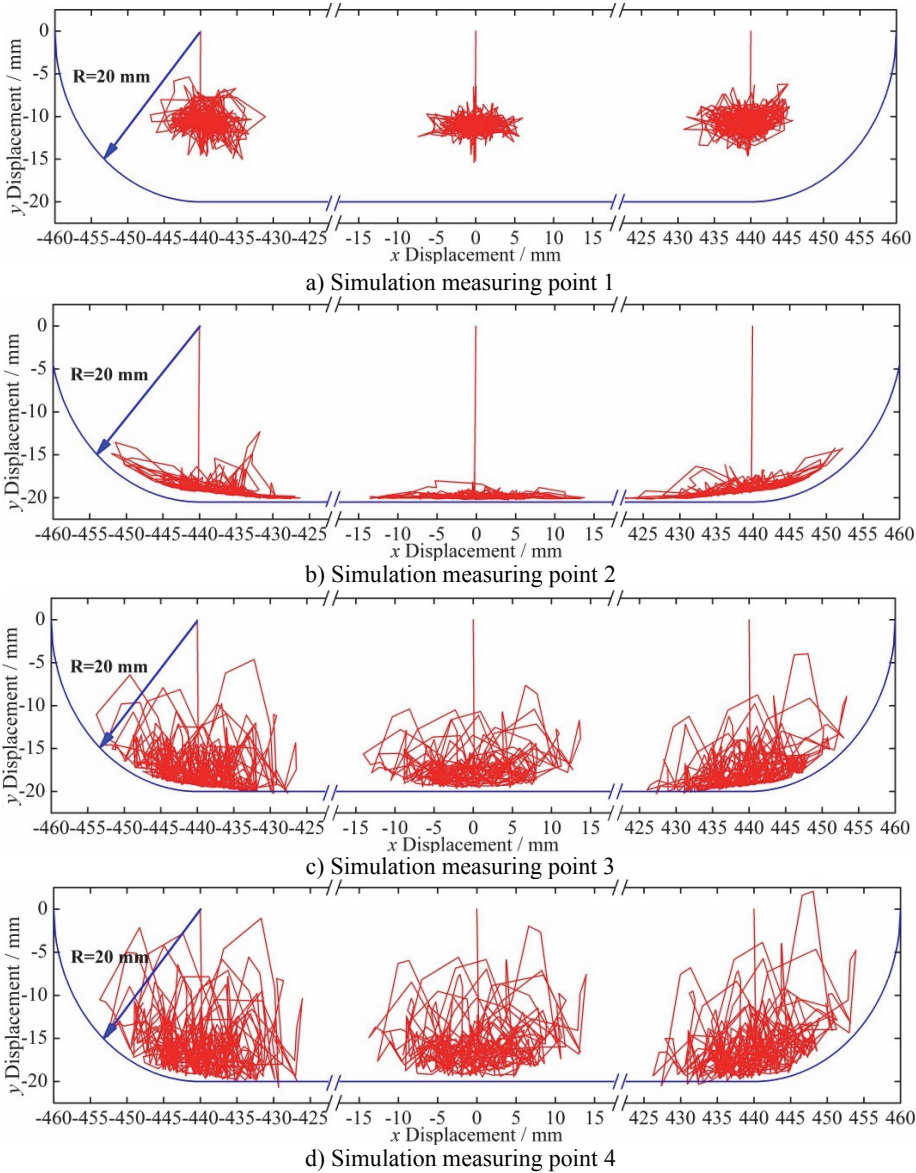 0
-5
-10
-15
-20
y Displacement / mm
R=20 mm
-460-455-450-445-440-435-430-425 -15 -10 -5 0 5 10 15 425 430 435 440 445 450 455 460
x Displacement / mm
a) Simulation measuring point 1
0
-5
-10
-15
-20
y Displacement / mm
R=20 mm
-460-455-450-445-440-435-430-425 -15 -10 -5 0 5 10 15 425 430 435 440 445 450 455 460
x Displacement / mm
b) Simulation measuring point 2
0
-5
-10
-15
-20
y Displacement / mm
R=20 mm
-460-455-450-445-440-435-430-425 -15 -10 -5 0 5 10 15 425 430 435 440 445 450 455 460
x Displacement / mm
c) Simulation measuring point 3
0
-5
-10
-15
-20
y Displacement / mm
R=20 mm
-460-455-450-445-440-435-430-425 -15 -10 -5 0 5 10 15 425 430 435 440 445 450 455 460
x Displacement / mm
d) Simulation measuring point 4